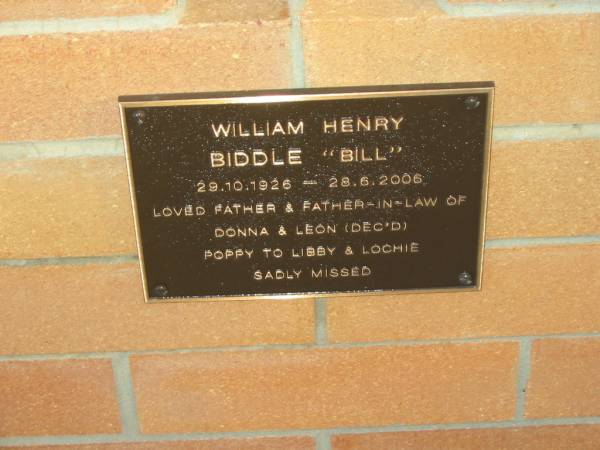 WILLIAM HENRY
BIDDLE "BILL"
29.10.1926 — 28.6.2006
LOVED FATHER & FATHER-IN-LAW OF
DONNA & LEON (DEC'D)
POPPY TO LIBBY & LOCHIE
SADLY MISSED